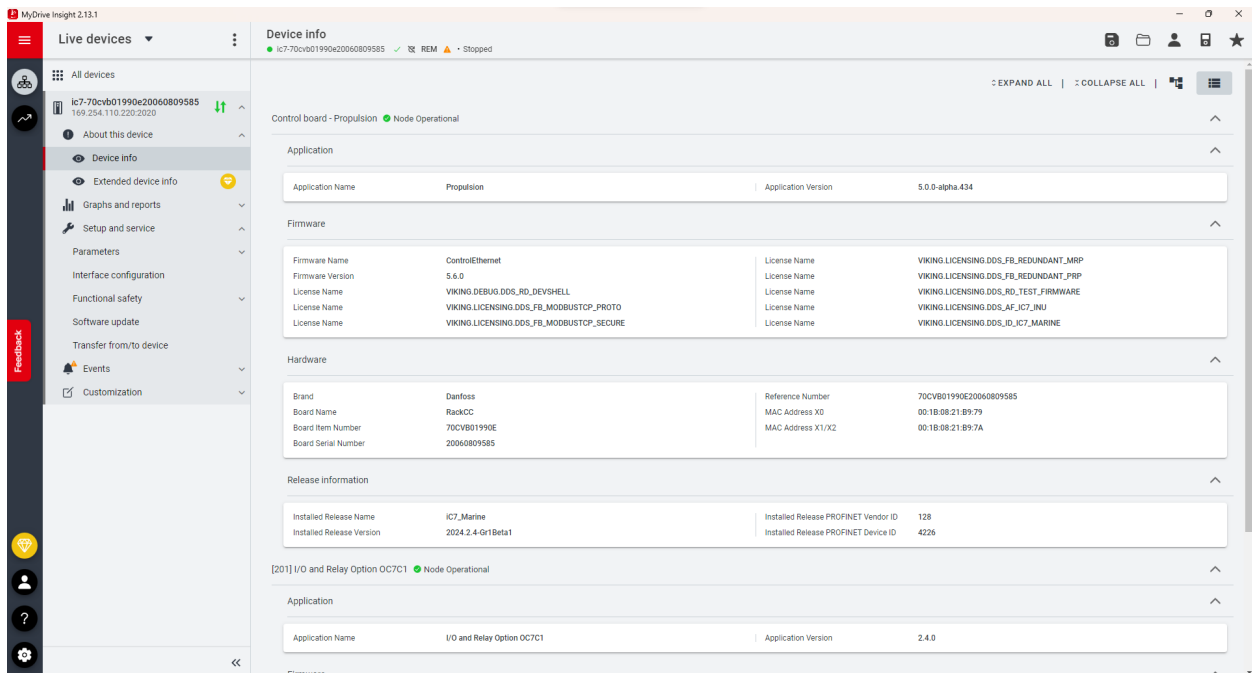 MyDrive Insight 2.13.1
Live devices
Device info
ic7-70cvb01990e20060809585 REM • Stopped
All devices
ic7-70cvb01990e20060809585
169.254.110.220:2020
About this device
Device info
Extended device info
Graphs and reports
Setup and service
Parameters
Interface configuration
Functional safety
Software update
Transfer from/to device
Events
Customization
Feedback
EXPAND ALL | COLLAPSE ALL |
Control board - Propulsion Node Operational
Application
Application Name Propulsion Application Version 5.0.0-alpha.434
Firmware
Firmware Name ControlEthernet License Name VIKING.LICENSING.DDS_FB_REDUNDANT_MRP
Firmware Version 5.6.0 License Name VIKING.LICENSING.DDS_FB_REDUNDANT_PRP
License Name VIKING.DEBUG.DDS_RD_DEVSHELL License Name VIKING.LICENSING.DDS_RD_TEST_FIRMWARE
License Name VIKING.LICENSING.DDS_FB_MODBUSTCP_PROTO License Name VIKING.LICENSING.DDS_AF_IC7_INU
License Name VIKING.LICENSING.DDS_FB_MODBUSTCP_SECURE License Name VIKING.LICENSING.DDS_ID_IC7_MARINE
Hardware
Brand Danfoss Reference Number 70CVB01990E20060809585
Board Name RackCC MAC Address X0 00:1B:08:21:B9:79
Board Item Number 70CVB01990E MAC Address X1/X2 00:1B:08:21:B9:7A
Board Serial Number 20060809585
Release information
Installed Release Name iC7_Marine Installed Release PROFINET Vendor ID 128
Installed Release Version 2024.2.4-Gr1Beta1 Installed Release PROFINET Device ID 4226
[201] I/O and Relay Option OC7C1 Node Operational
Application
Application Name I/O and Relay Option OC7C1 Application Version 2.4.0